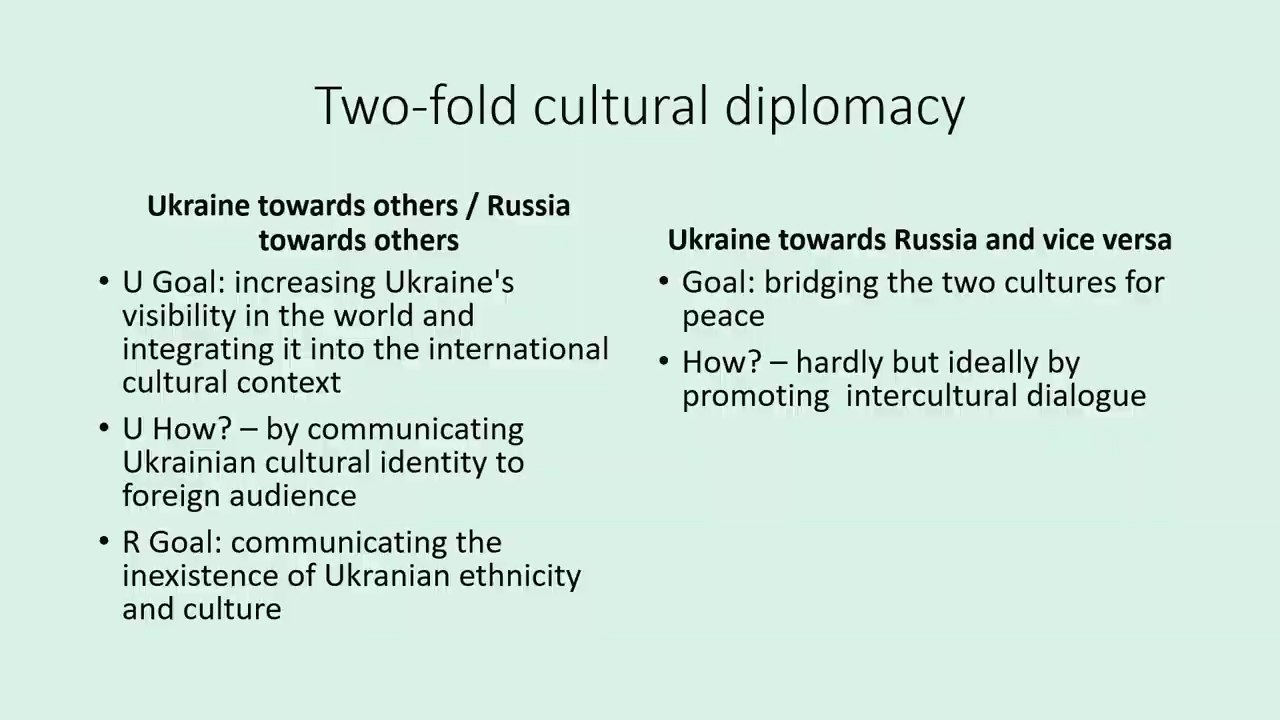 Two-fold cultural diplomacy
Ukraine towards others / Russia
towards others
• U Goal: increasing Ukraine's
visibility in the world and
integrating it into the international
cultural context
• U How? – by communicating
Ukrainian cultural identity to
foreign audience
• R Goal: communicating the
inexistence of Ukranian ethnicity
and culture
Ukraine towards Russia and vice versa
• Goal: bridging the two cultures for
peace
• How? – hardly but ideally by
promoting  intercultural dialogue